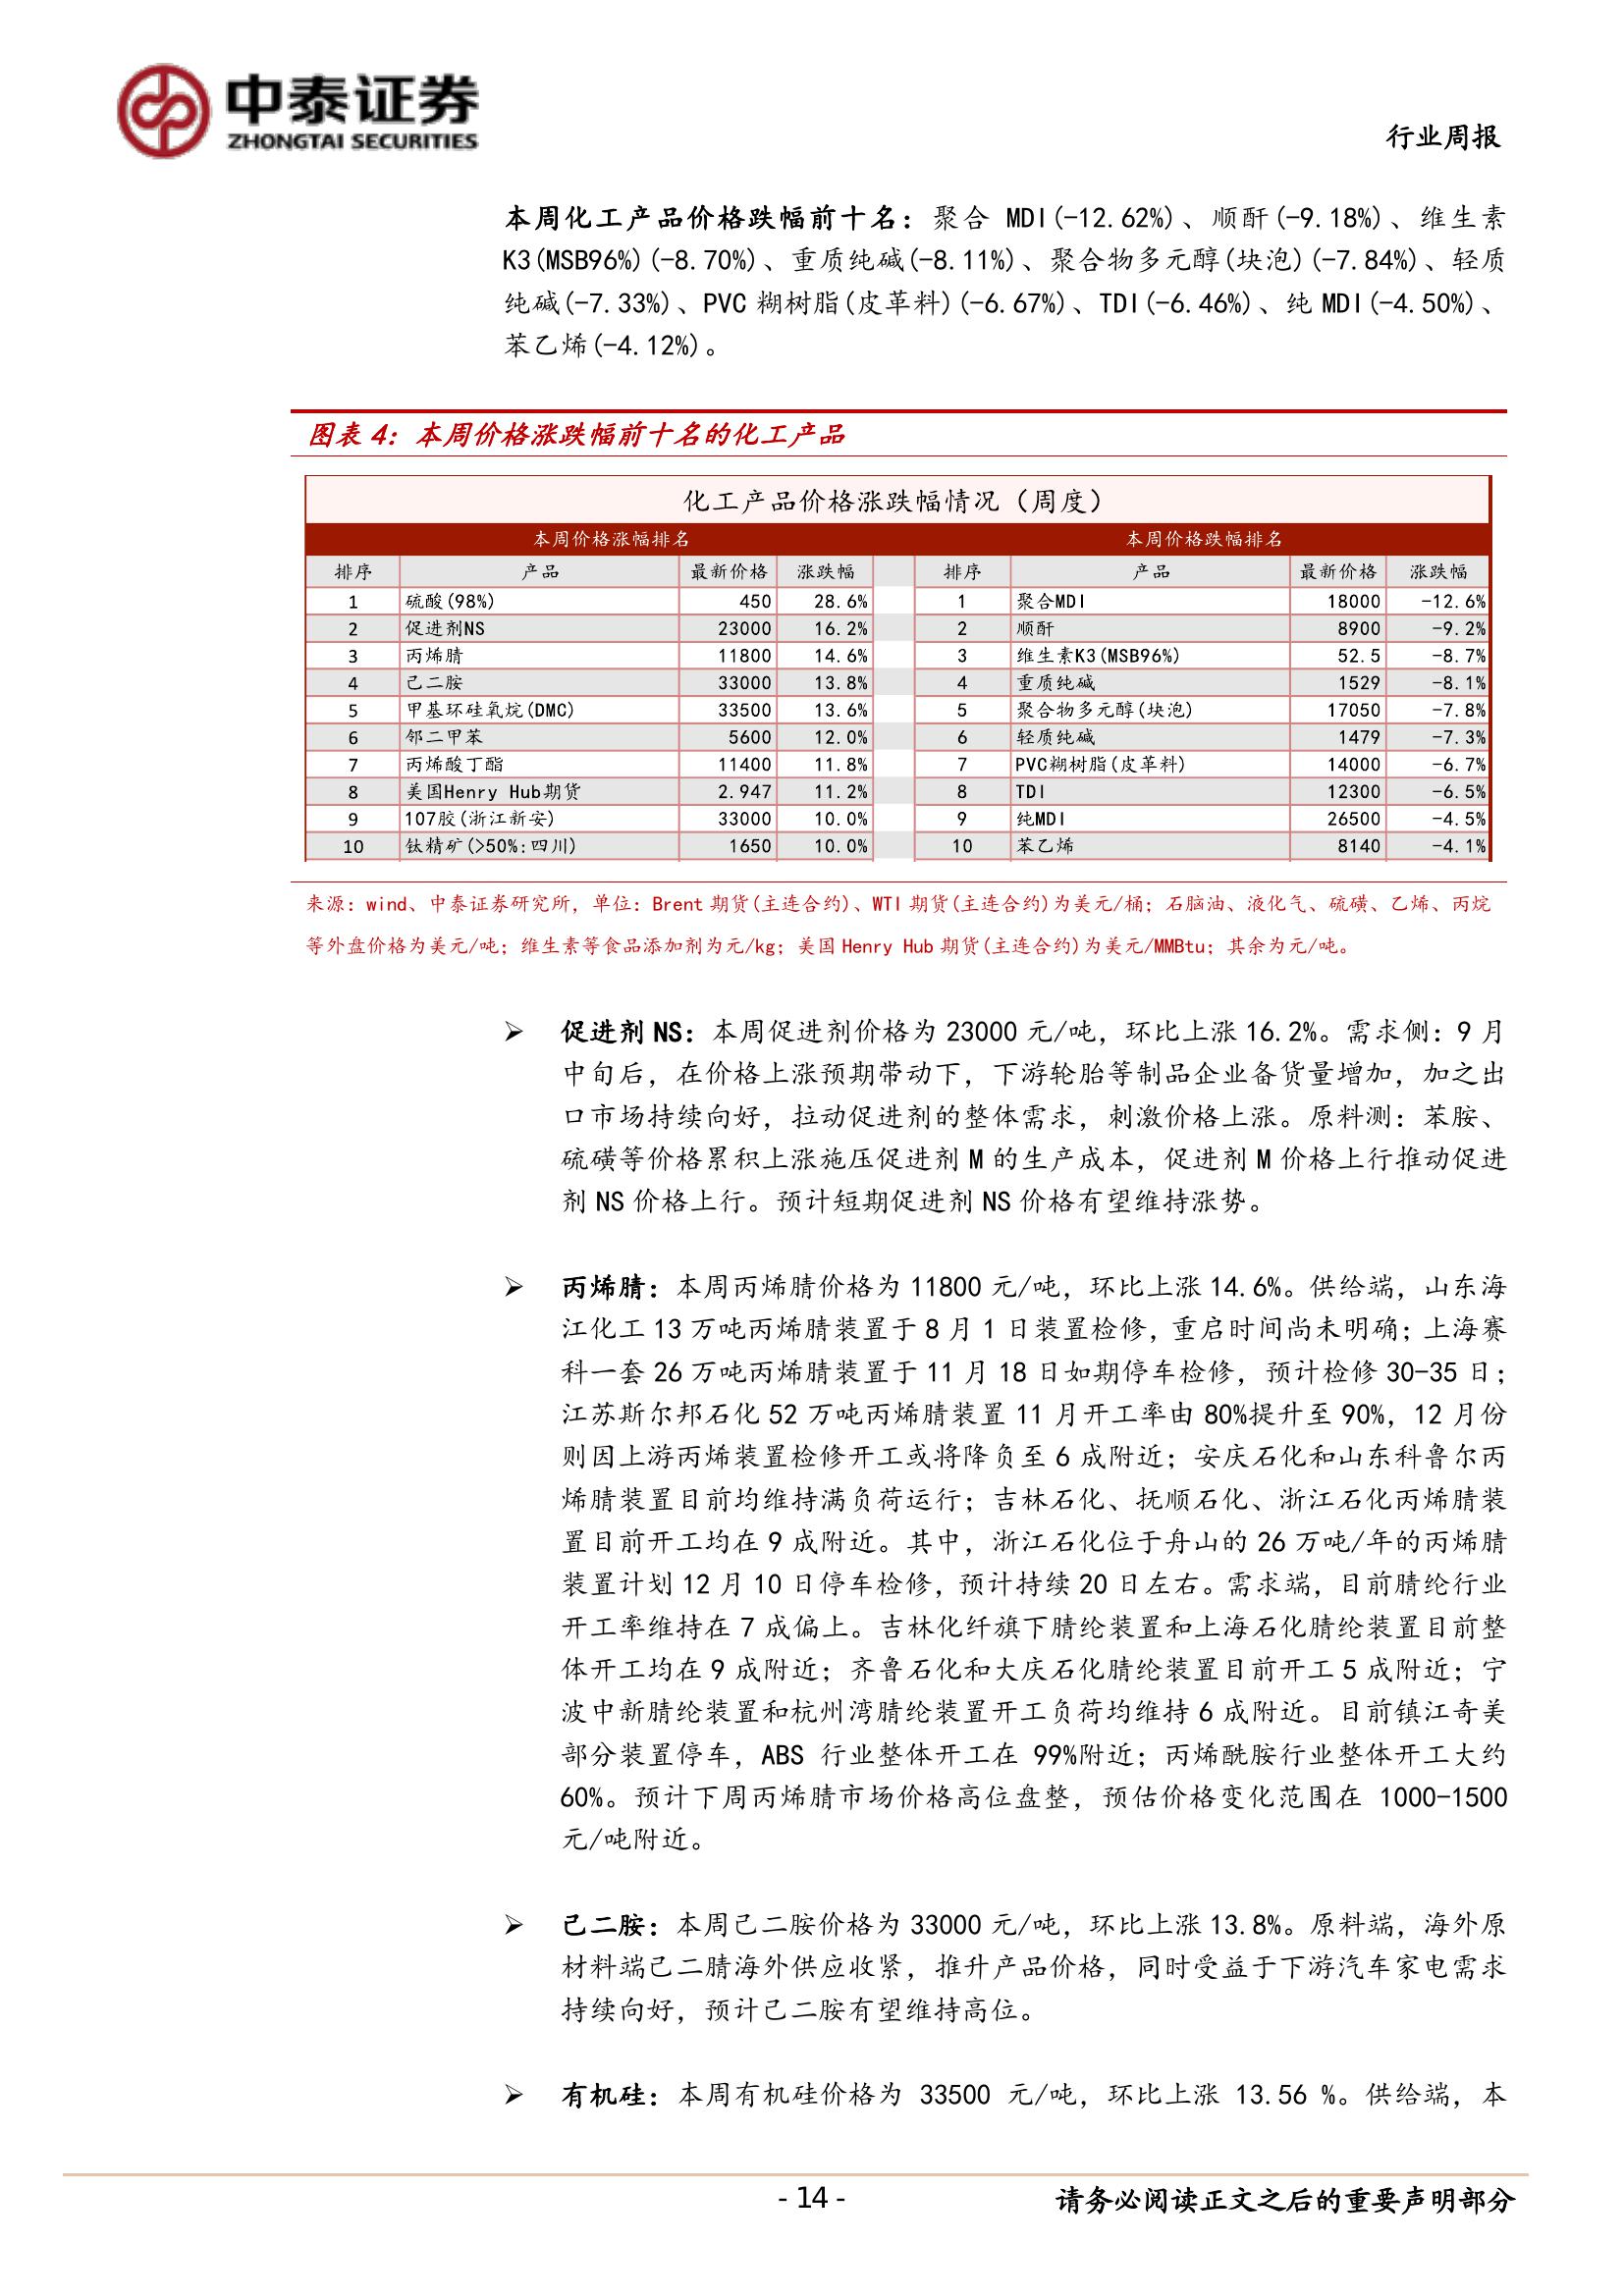 中泰证券
ZHONGTAI SECURITIES
行业周报
本周化工产品价格跌幅前十名：聚合 MDI(-12.62%)、顺酐(-9.18%)、维生素
K3(MSB96%)(-8.70%)、重质纯碱(-8.11%)、聚合物多元醇(块泡)(-7.84%)、轻质
纯碱(-7.33%)、PVC 糊树脂(皮革料)(-6.67%)、TDI(-6.46%)、纯 MDI(-4.50%)、
苯乙烯(-4.12%)。
图表 4：本周价格涨跌幅前十名的化工产品
化工产品价格涨跌幅情况（周度）
本周价格涨幅排名 本周价格跌幅排名
排序 产品 最新价格 涨跌幅 排序 产品 最新价格 涨跌幅
1 硫酸(98%) 450 28.6% 1 聚合MDI 18000 -12.6%
2 促进剂NS 23000 16.2% 2 顺酐 8900 -9.2%
3 丙烯腈 11800 14.6% 3 维生素K3(MSB96%) 52.5 -8.7%
4 己二胺 33000 13.8% 4 重质纯碱 1529 -8.1%
5 甲基环硅氧烷(DMC) 33500 13.6% 5 聚合物多元醇(块泡) 17050 -7.8%
6 邻二甲苯 5600 12.0% 6 轻质纯碱 1479 -7.3%
7 丙烯酸丁酯 11400 11.8% 7 PVC糊树脂(皮革料) 14000 -6.7%
8 美国Henry Hub期货 2.947 11.2% 8 TDI 12300 -6.5%
9 107胶(浙江新安) 33000 10.0% 9 纯MDI 26500 -4.5%
10 钛精矿(>50%:四川) 1650 10.0% 10 苯乙烯 8140 -4.1%
来源：wind、中泰证券研究所，单位：Brent 期货(主连合约)、WTI 期货(主连合约)为美元/桶；石脑油、液化气、硫磺、乙烯、丙烷
等外盘价格为美元/吨；维生素等食品添加剂为元/kg；美国 Henry Hub 期货(主连合约)为美元/MMBtu；其余为元/吨。
➢ 促进剂 NS：本周促进剂价格为 23000 元/吨，环比上涨 16.2%。需求侧：9 月
中旬后，在价格上涨预期带动下，下游轮胎等制品企业备货量增加，加之出
口市场持续向好，拉动促进剂的整体需求，刺激价格上涨。原料测：苯胺、
硫磺等价格累积上涨施压促进剂 M 的生产成本，促进剂 M 价格上行推动促进
剂 NS 价格上行。预计短期促进剂 NS 价格有望维持涨势。
➢ 丙烯腈：本周丙烯腈价格为 11800 元/吨，环比上涨 14.6%。供给端，山东海
江化工 13 万吨丙烯腈装置于 8 月 1 日装置检修，重启时间尚未明确；上海赛
科一套 26 万吨丙烯腈装置于 11 月 18 日如期停车检修，预计检修 30-35 日；
江苏斯尔邦石化 52 万吨丙烯腈装置 11 月开工率由 80%提升至 90%，12 月份
则因上游丙烯装置检修开工或将降负至 6 成附近；安庆石化和山东科鲁尔丙
烯腈装置目前均维持满负荷运行；吉林石化、抚顺石化、浙江石化丙烯腈装
置目前开工均在 9 成附近。其中，浙江石化位于舟山的 26 万吨/年的丙烯腈
装置计划 12 月 10 日停车检修，预计持续 20 日左右。需求端，目前腈纶行业
开工率维持在 7 成偏上。吉林化纤旗下腈纶装置和上海石化腈纶装置目前整
体开工均在 9 成附近；齐鲁石化和大庆石化腈纶装置目前开工 5 成附近；宁
波中新腈纶装置和杭州湾腈纶装置开工负荷均维持 6 成附近。目前镇江奇美
部分装置停车，ABS 行业整体开工在 99%附近；丙烯酰胺行业整体开工大约
60%。预计下周丙烯腈市场价格高位盘整，预估价格变化范围在 1000-1500
元/吨附近。
➢ 己二胺：本周己二胺价格为 33000 元/吨，环比上涨 13.8%。原料端，海外原
材料端己二腈海外供应收紧，推升产品价格，同时受益于下游汽车家电需求
持续向好，预计己二胺有望维持高位。
➢ 有机硅：本周有机硅价格为 33500 元/吨，环比上涨 13.56 %。供给端，本
- 14 - 请务必阅读正文之后的重要声明部分